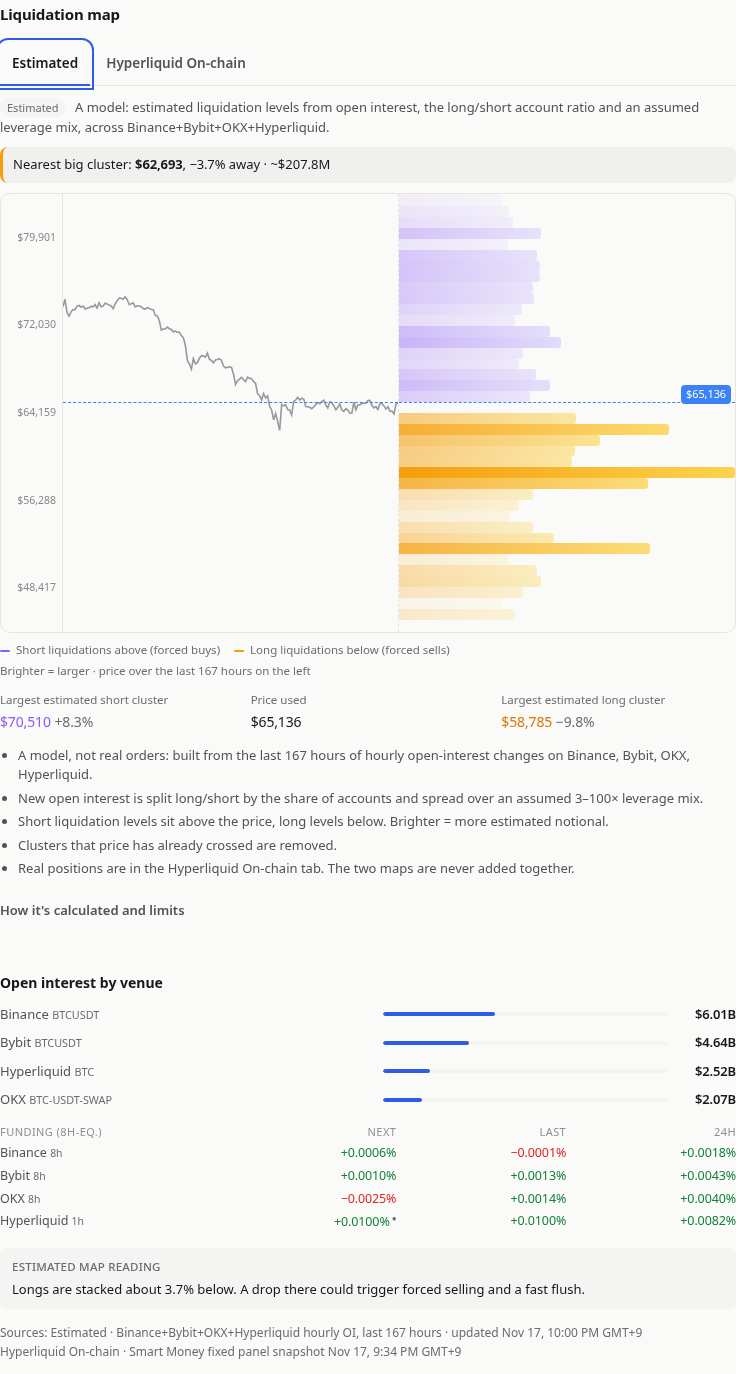 Liquidation map
Estimated Hyperliquid On-chain
Estimated A model: estimated liquidation levels from open interest, the long/short account ratio and an assumed
leverage mix, across Binance+Bybit+OKX+Hyperliquid.
Nearest big cluster: $62,693, −3.7% away · ~$207.8M
$79,901
$72,030
$65,136
$64,159
$56,288
$48,417
Short liquidations above (forced buys) Long liquidations below (forced sells)
Brighter = larger · price over the last 167 hours on the left
Largest estimated short cluster Price used Largest estimated long cluster
$70,510 +8.3% $65,136 $58,785 −9.8%
• A model, not real orders: built from the last 167 hours of hourly open-interest changes on Binance, Bybit, OKX,
Hyperliquid.
• New open interest is split long/short by the share of accounts and spread over an assumed 3–100× leverage mix.
• Short liquidation levels sit above the price, long levels below. Brighter = more estimated notional.
• Clusters that price has already crossed are removed.
• Real positions are in the Hyperliquid On-chain tab. The two maps are never added together.
How it's calculated and limits
Open interest by venue
Binance BTCUSDT $6.01B
Bybit BTCUSDT $4.64B
Hyperliquid BTC $2.52B
OKX BTC-USDT-SWAP $2.07B
FUNDING (8H-EQ.) NEXT LAST 24H
Binance 8h +0.0006% −0.0001% +0.0018%
Bybit 8h +0.0010% +0.0013% +0.0043%
OKX 8h −0.0025% +0.0014% +0.0040%
Hyperliquid 1h +0.0100%* +0.0100% +0.0082%
ESTIMATED MAP READING
Longs are stacked about 3.7% below. A drop there could trigger forced selling and a fast flush.
Sources: Estimated · Binance+Bybit+OKX+Hyperliquid hourly OI, last 167 hours · updated Nov 17, 10:00 PM GMT+9
Hyperliquid On-chain · Smart Money fixed panel snapshot Nov 17, 9:34 PM GMT+9